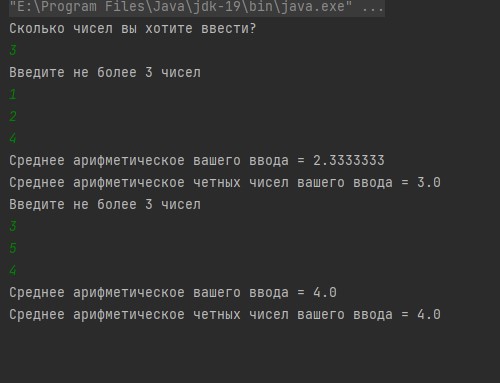 "E:\Program Files\Java\jdk-19\bin\java.exe" ...
Сколько чисел вы хотите ввести?
3
Введите не более 3 чисел
1
2
4
Среднее арифметическое вашего ввода = 2.3333333
Среднее арифметическое четных чисел вашего ввода = 3.0
Введите не более 3 чисел
3
5
4
Среднее арифметическое вашего ввода = 4.0
Среднее арифметическое четных чисел вашего ввода = 4.0